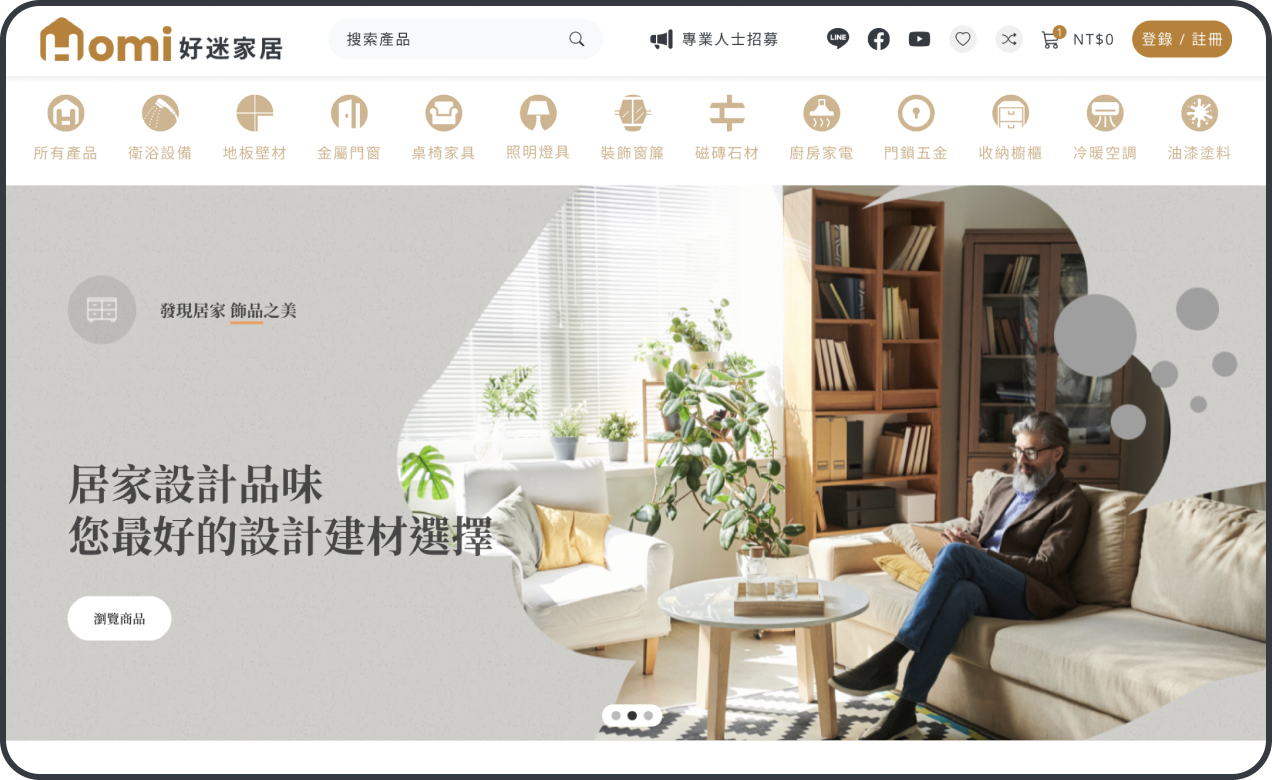 Homi 好迷家居
搜索產品
專業人士招募
LINE
1
NT$0
登錄 / 註冊
所有產品
衛浴設備
地板壁材
金屬門窗
桌椅家具
照明燈具
裝飾窗簾
磁磚石材
廚房家電
門鎖五金
收納櫥櫃
冷暖空調
油漆塗料
發現居家 飾品之美
居家設計品味
您最好的設計建材選擇
瀏覽商品